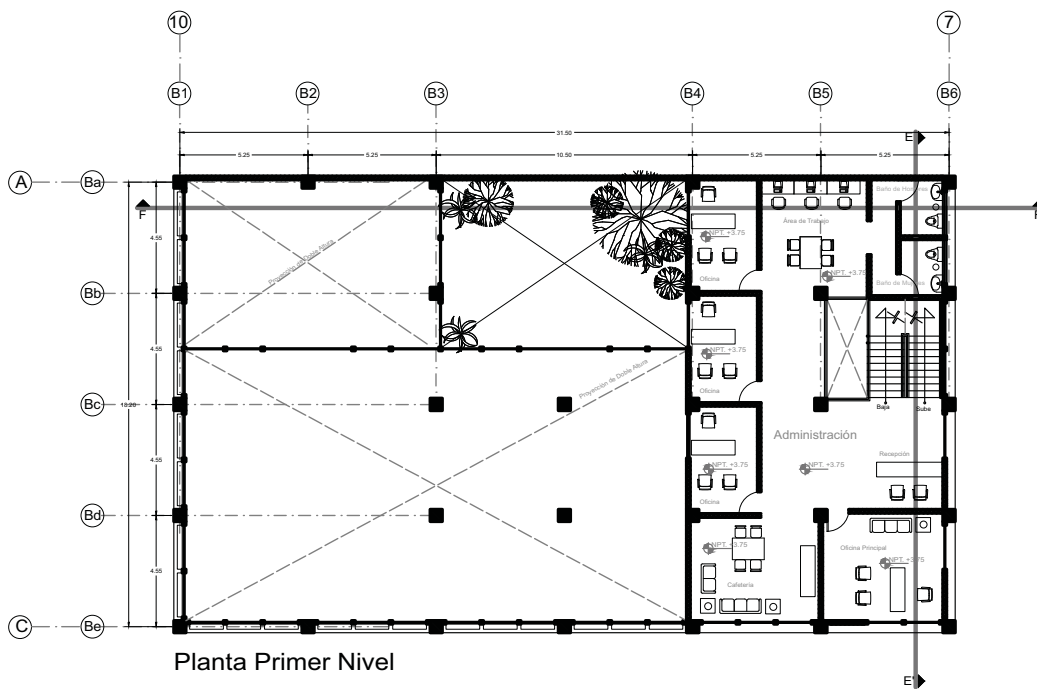 10
7
B1
B2
B3
B4
B5
B6
31.50
E
5.25
5.25
10.50
5.25
5.25
A
Ba
Baño de Hombres
F
F
Área de Trabajo
4.55
NPT. +3.75
Proyección de Doble Altura
Oficina
NPT. +3.75
Baño de Mujeres
Bb
4.55
NPT. +3.75
Proyección de Doble Altura
Oficina
Baja
Sube
Bc
18.20
Administración
4.55
Recepción
NPT. +3.75
NPT. +3.75
Oficina
Bd
4.55
NPT. +3.75
Oficina Principal
NPT. +3.75
Cafetería
C
Be
Planta Primer Nivel
E'